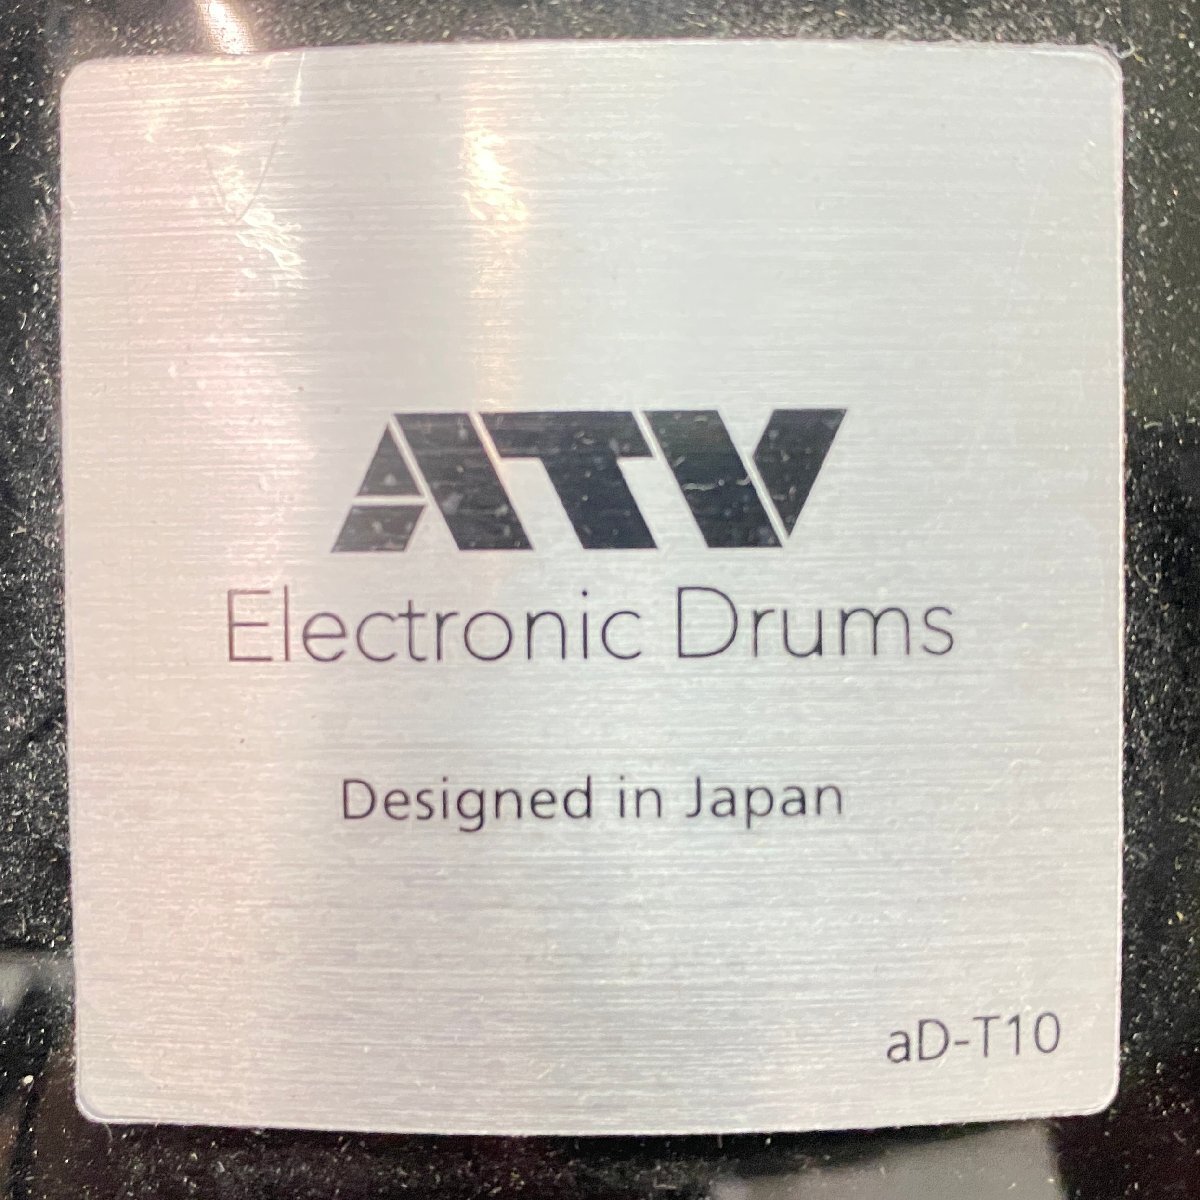 ATV
Electronic Drums
Designed in Japan
aD-T10